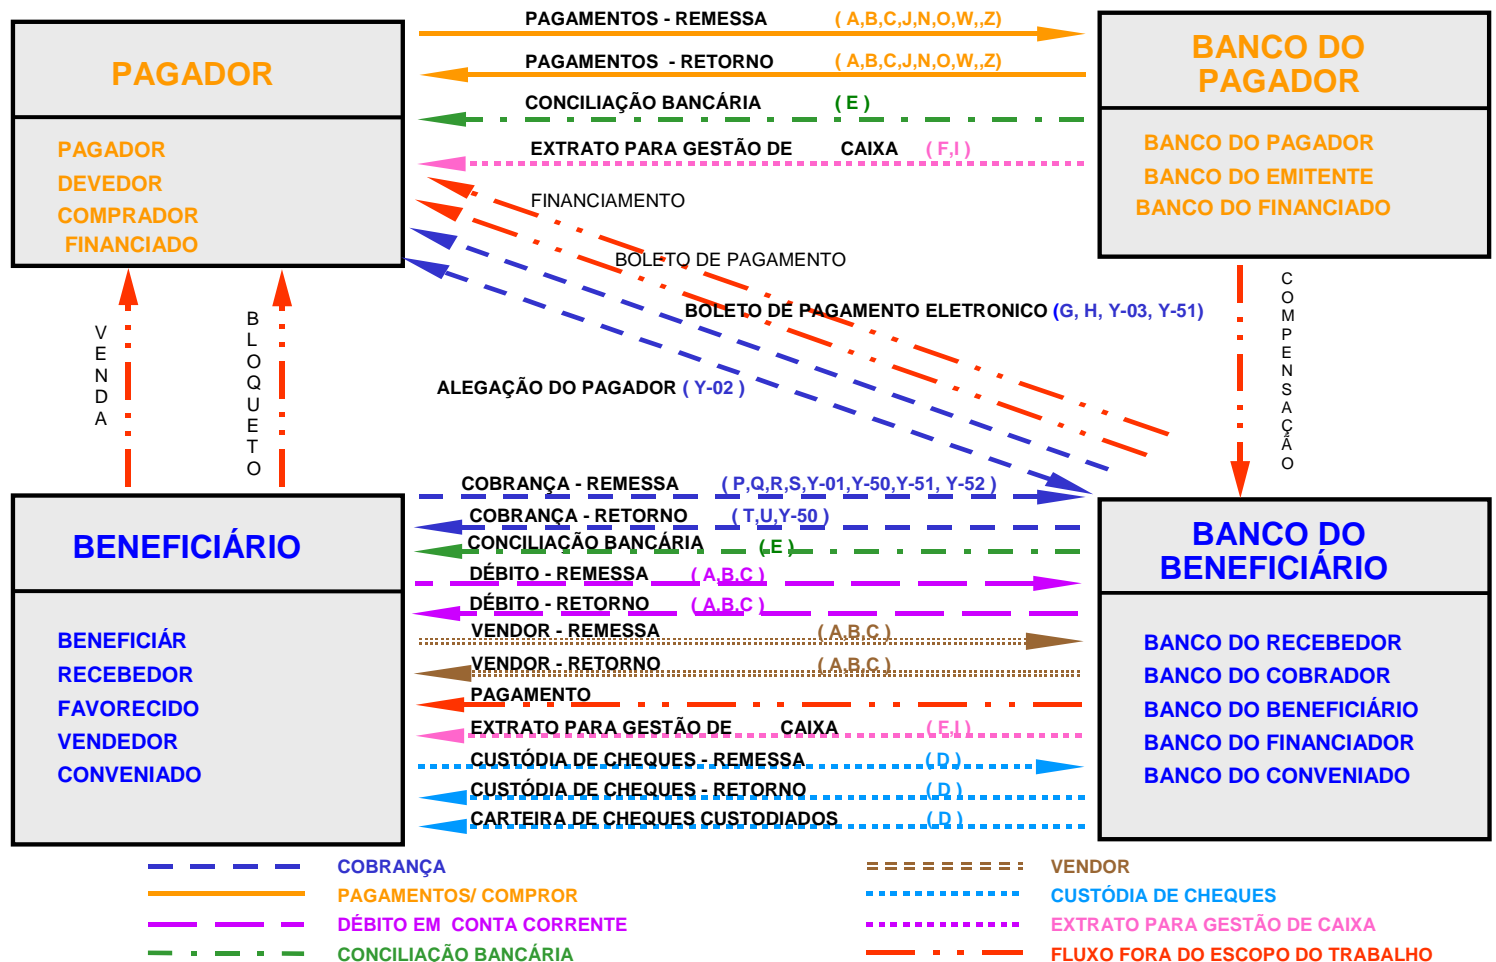 PAGAMENTOS - REMESSA ( A,B,C,J,N,O,W,,Z)
PAGAMENTOS - RETORNO ( A,B,C,J,N,O,W,,Z)
CONCILIAÇÃO BANCÁRIA ( E )
EXTRATO PARA GESTÃO DE CAIXA ( F,I )
PAGADOR
PAGADOR
DEVEDOR
COMPRADOR
FINANCIADO
BANCO DO
PAGADOR
BANCO DO PAGADOR
BANCO DO EMITENTE
BANCO DO FINANCIADO
FINANCIAMENTO
BOLETO DE PAGAMENTO
BOLETO DE PAGAMENTO ELETRONICO (G, H, Y-03, Y-51)
ALEGAÇÃO DO PAGADOR ( Y-02 )
VENDA
BLOQUETO
COMPENSAÇÃO
COBRANÇA - REMESSA ( P,Q,R,S,Y-01,Y-50,Y-51, Y-52 )
COBRANÇA - RETORNO ( T,U,Y-50 )
CONCILIAÇÃO BANCÁRIA ( E )
DÉBITO - REMESSA ( A,B,C )
DÉBITO - RETORNO ( A,B,C )
VENDOR - REMESSA ( A,B,C )
VENDOR - RETORNO ( A,B,C )
PAGAMENTO
EXTRATO PARA GESTÃO DE CAIXA ( F,I )
CUSTÓDIA DE CHEQUES - REMESSA ( D )
CUSTÓDIA DE CHEQUES - RETORNO ( D )
CARTEIRA DE CHEQUES CUSTODIADOS ( D )
BENEFICIÁRIO
BENEFICIÁR
RECEBEDOR
FAVORECIDO
VENDEDOR
CONVENIADO
BANCO DO
BENEFICIÁRIO
BANCO DO RECEBEDOR
BANCO DO COBRADOR
BANCO DO BENEFICIÁRIO
BANCO DO FINANCIADOR
BANCO DO CONVENIADO
COBRANÇA
PAGAMENTOS/ COMPROR
DÉBITO EM CONTA CORRENTE
CONCILIAÇÃO BANCÁRIA
VENDOR
CUSTÓDIA DE CHEQUES
EXTRATO PARA GESTÃO DE CAIXA
FLUXO FORA DO ESCOPO DO TRABALHO